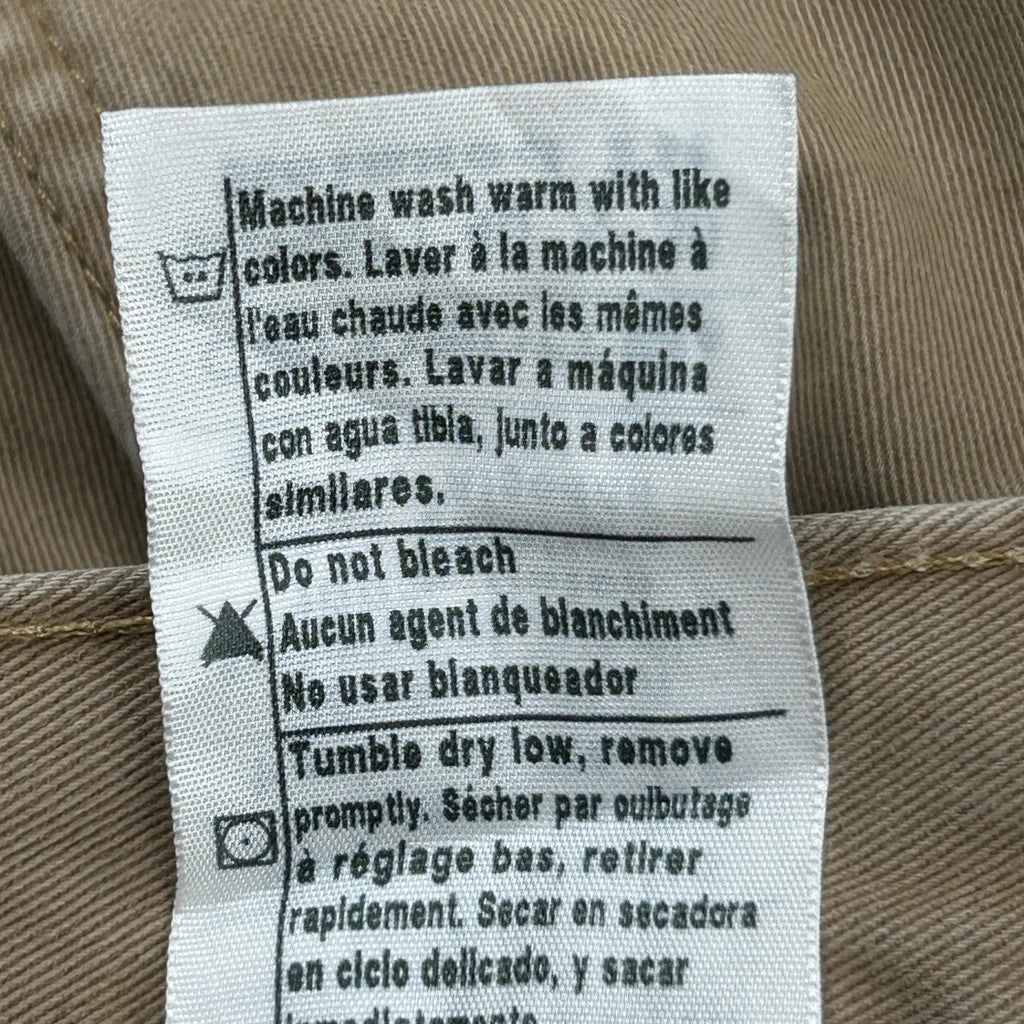 Machine wash warm with like
colors. Laver à la machine à
l'eau chaude avec les mêmes
couleurs. Lavar a máquina
con agua tibia, junto a colores
similares.
Do not bleach
Aucun agent de blanchiment
No usar blanqueador
Tumble dry low, remove
promptly. Sécher par culbutage
à réglage bas, retirer
rapidement. Secar en secadora
en ciclo delicado, y sacar